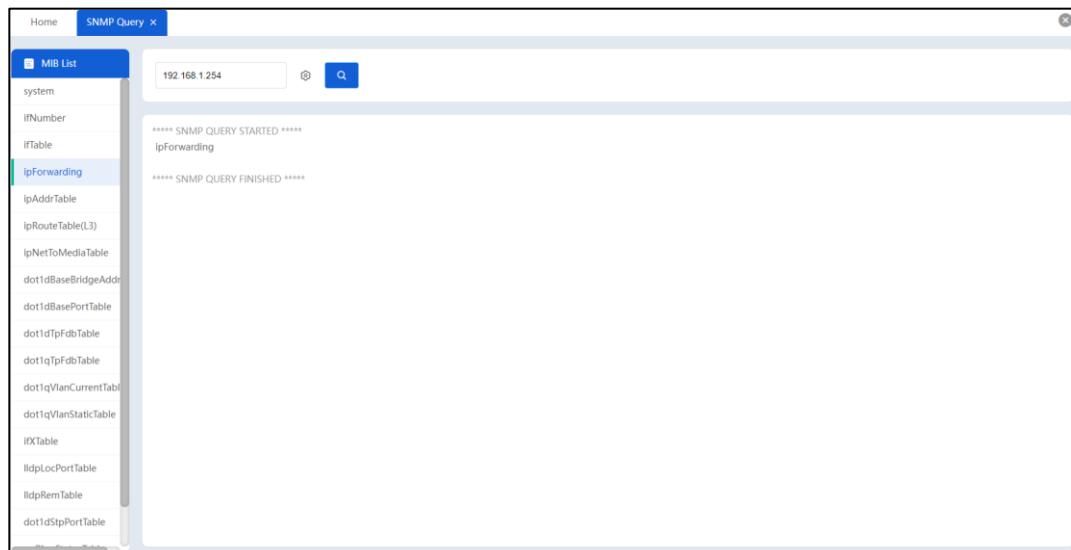 Home
SNMP Query ×
MIB List
192.168.1.254
system
ifNumber
ifTable
ipForwarding
ipAddrTable
ipRouteTable(L3)
ipNetToMediaTable
dot1dBaseBridgeAddr
dot1dBasePortTable
dot1dTpFdbTable
dot1qTpFdbTable
dot1qVlanCurrentTabl
dot1qVlanStaticTable
ifXTable
lldpLocPortTable
lldpRemTable
dot1dStpPortTable
***** SNMP QUERY STARTED *****
ipForwarding
***** SNMP QUERY FINISHED *****